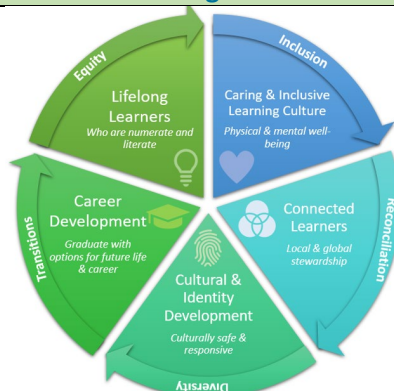 Equity
Lifelong
Learners
Who are numerate and
literate
Inclusion
Caring & Inclusive
Learning Culture
Physical & mental well-
being
Reconciliation
Connected
Learners
Local & global
stewardship
Diversity
Cultural &
Identity
Development
Culturally safe &
responsive
Transitions
Career
Development
Graduate with
options for future life
& career